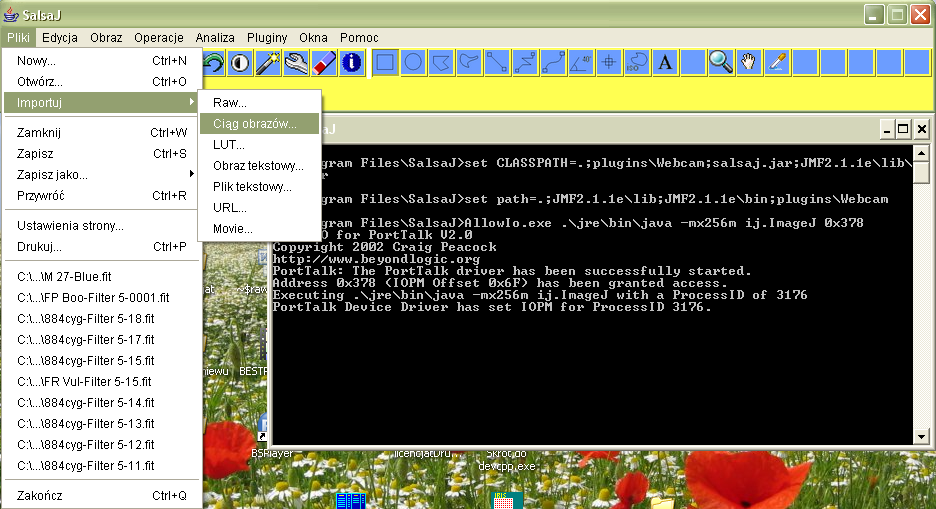 SalsaJ
Pliki Edycja Obraz Operacje Analiza Pluginy Okna Pomoc
Nowy... Ctrl+N
Otwórz... Ctrl+O
Importuj
Zamknij Ctrl+W
Zapisz Ctrl+S
Zapisz jako...
Przywróć Ctrl+R
Ustawienia strony...
Drukuj... Ctrl+P
C:\...\M 27-Blue.fit
C:\...\FP Boo-Filter 5-0001.fit
C:\...\884cyg-Filter 5-18.fit
C:\...\884cyg-Filter 5-17.fit
C:\...\884cyg-Filter 5-15.fit
C:\...\FR Vul-Filter 5-15.fit
C:\...\884cyg-Filter 5-14.fit
C:\...\884cyg-Filter 5-13.fit
C:\...\884cyg-Filter 5-12.fit
C:\...\884cyg-Filter 5-11.fit
Zakończ Ctrl+Q
Raw...
Ciąg obrazów...
LUT...
Obraz tekstowy...
Plik tekstowy...
URL...
Movie...
A
aJ
gram Files\SalsaJ>set CLASSPATH=.;plugins\Webcam;salsaj.jar;JMF2.1.1e\lib\
r
gram Files\SalsaJ>set path=.;JMF2.1.1e\lib;JMF2.1.1e\bin;plugins\Webcam
gram Files\SalsaJ>AllowIo.exe .\jre\bin\java -mx256m ij.ImageJ 0x378
O for PortTalk V2.0
Copyright 2002 Craig Peacock
http://www.beyondlogic.org
PortTalk: The PortTalk driver has been successfully started.
Address 0x378 (IOPM Offset 0x6F) has been granted access.
Executing .\jre\bin\java -mx256m ij.ImageJ with a ProcessID of 3176
PortTalk Device Driver has set IOPM for ProcessID 3176.
at ~$raw
niewu BESTP
BSPlayer
licencjatDru...
Skrót do
devcpp.exe
IRIS